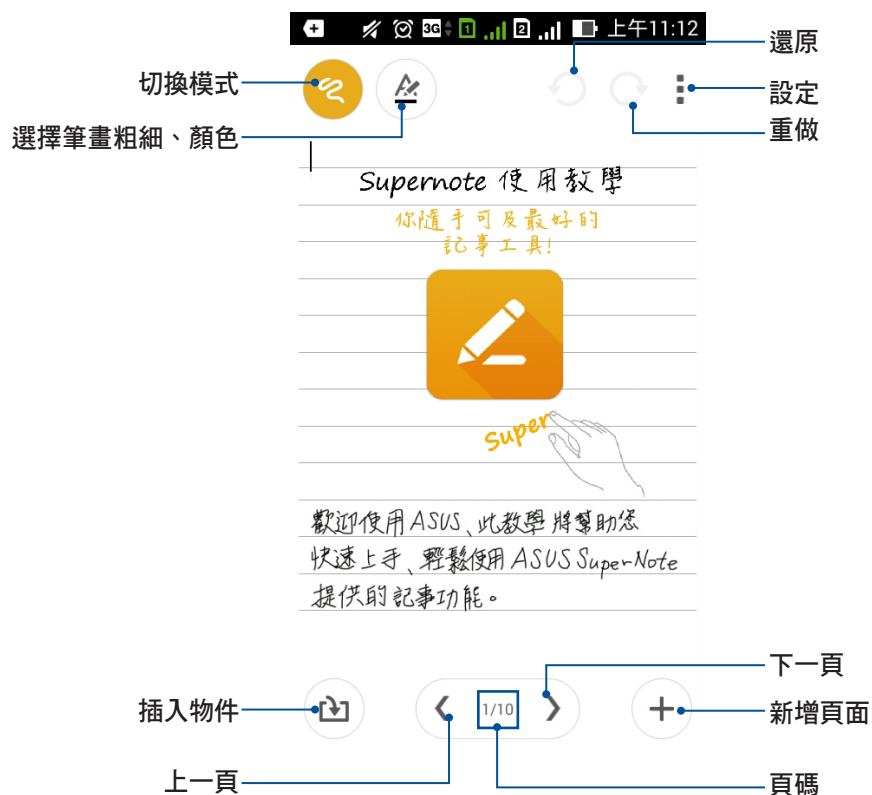 3G 1 2 上午11:12
還原
切換模式
設定
選擇筆畫粗細、顏色
重做
Supernote 使用教學
你隨手可及最好的
記事工具!
Super
歡迎使用ASUS、此教學將幫助您
快速上手、輕鬆使用ASUS SuperNote
提供的記事功能。
下一頁
插入物件
1/10
新增頁面
上一頁
頁碼